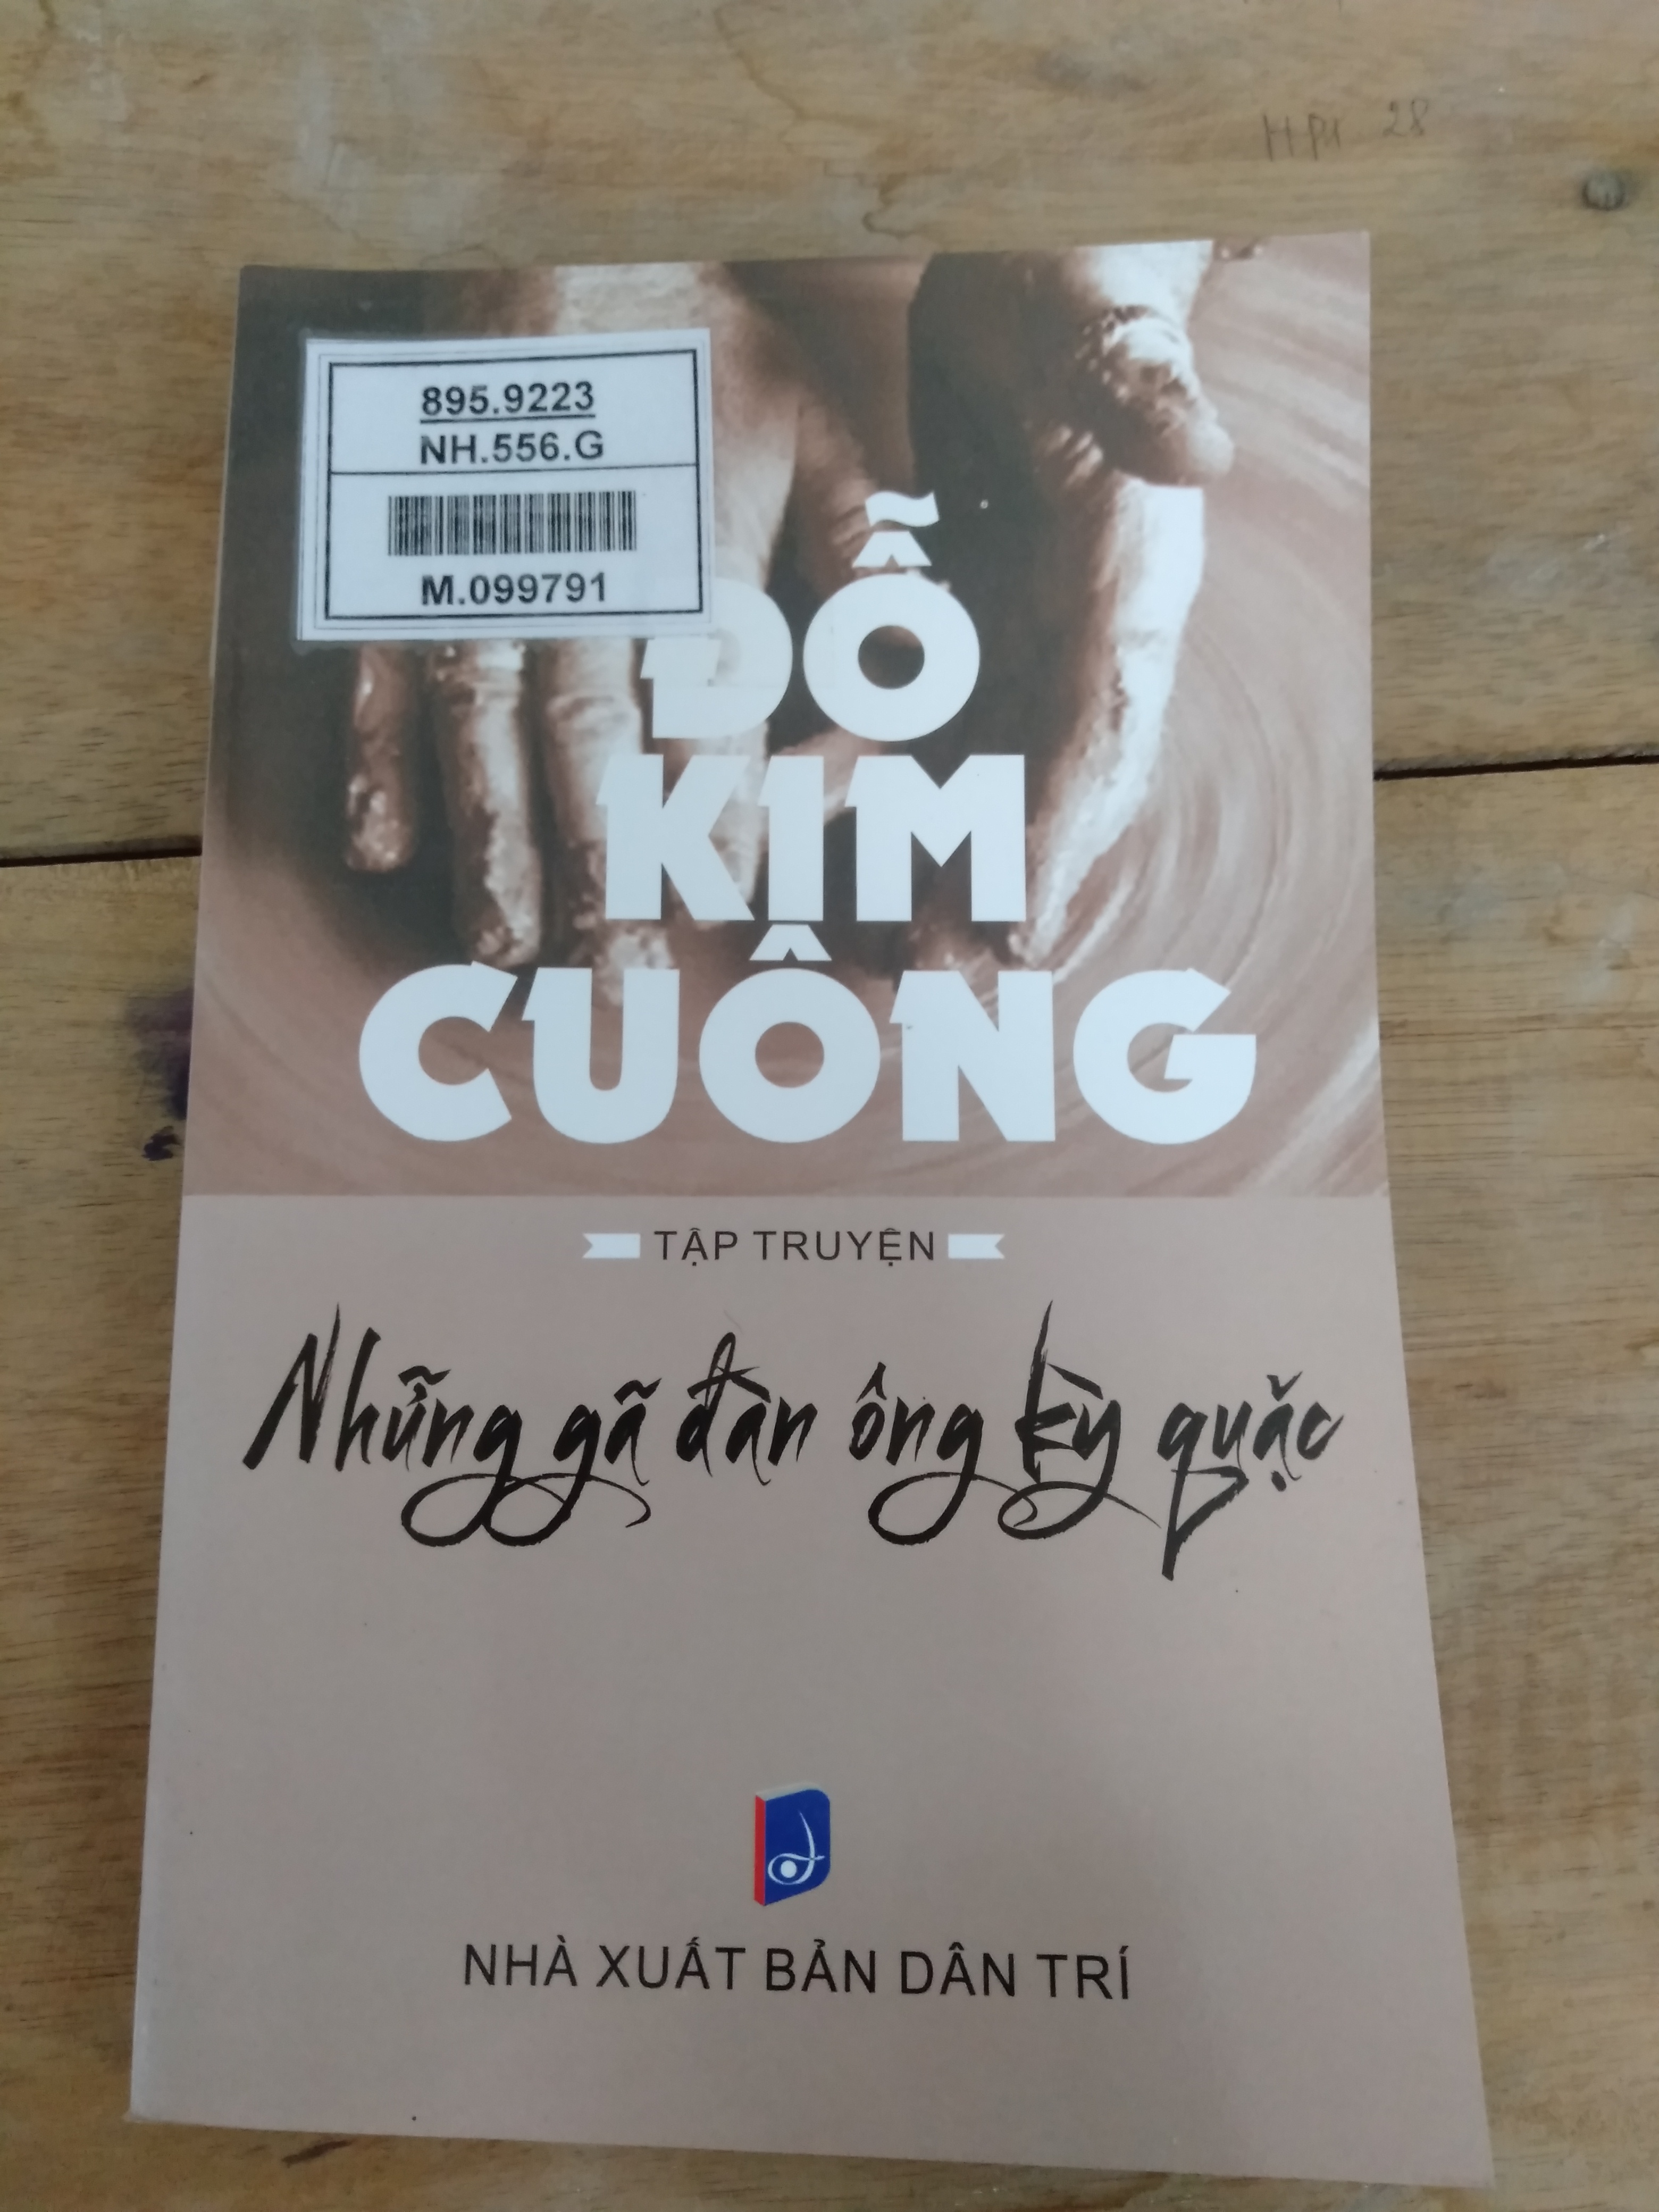 895.9223
NH.556.G
M.099791
ĐỖ
KIM
CUÔNG
TẬP TRUYỆN
Những gã đàn ông kỳ quặc
NHÀ XUẤT BẢN DÂN TRÍ